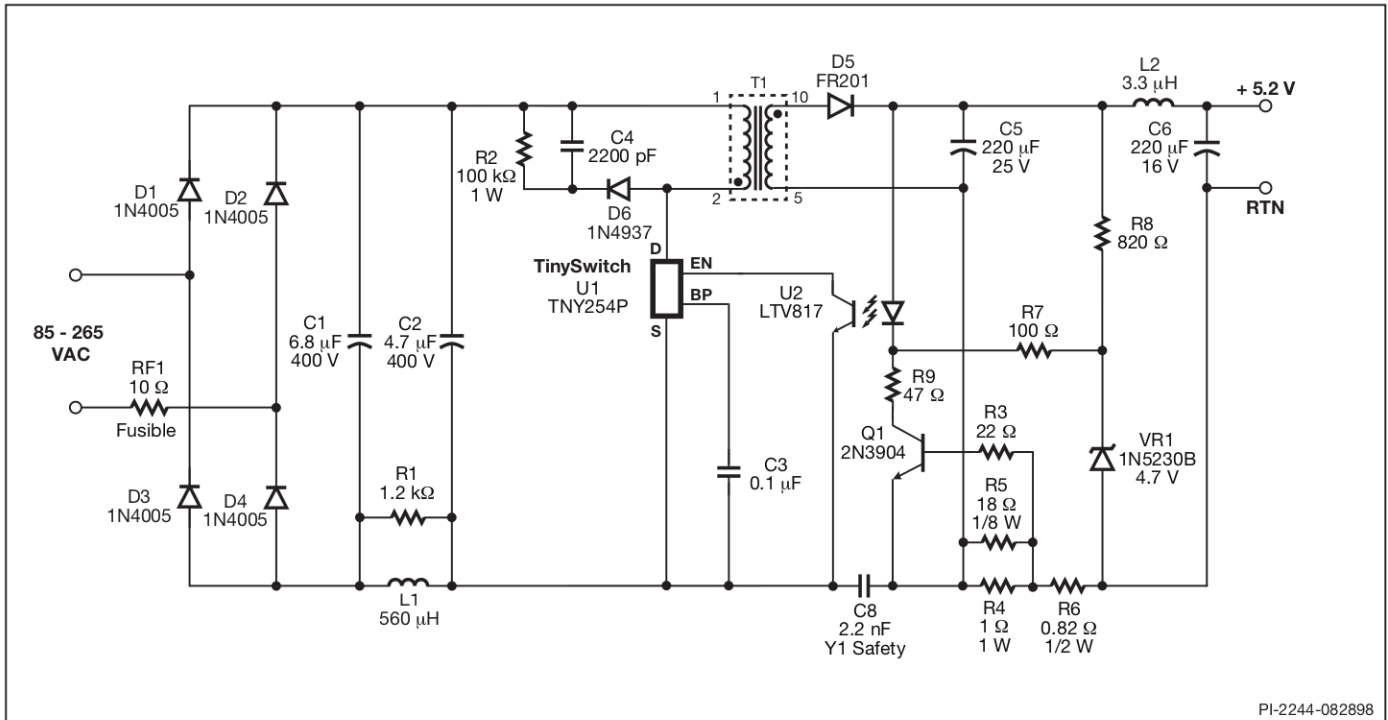 D5
FR201
L2
3.3 µH
T1
1
10
+ 5.2 V
C4
2200 pF
R2
100 kΩ
1 W
C5
220 µF
25 V
C6
220 µF
16 V
D1
1N4005
D2
1N4005
2
5
RTN
D6
1N4937
R8
820 Ω
D
TinySwitch
U1
TNY254P
EN
BP
S
U2
LTV817
85 - 265
VAC
C1
6.8 µF
400 V
C2
4.7 µF
400 V
R7
100 Ω
RF1
10 Ω
Fusible
R9
47 Ω
Q1
2N3904
R3
22 Ω
VR1
1N5230B
4.7 V
C3
0.1 µF
R1
1.2 kΩ
R5
18 Ω
1/8 W
D3
1N4005
D4
1N4005
L1
560 µH
C8
2.2 nF
Y1 Safety
R4
1 Ω
1 W
R6
0.82 Ω
1/2 W
PI-2244-082898